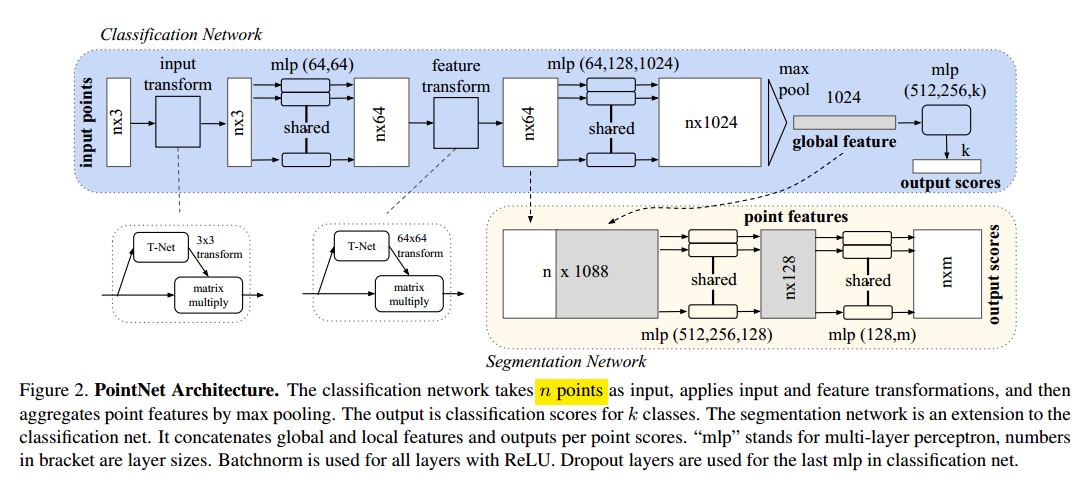 Classification Network
input points
nx3
input
transform
nx3
mlp (64,64)
shared
nx64
feature
transform
nx64
mlp (64,128,1024)
shared
nx1024
max
pool
1024
global feature
mlp
(512,256,k)
k
output scores
T-Net
3x3
transform
matrix
multiply
T-Net
64x64
transform
matrix
multiply
point features
n x 1088
shared
mlp (512,256,128)
nx128
shared
mlp (128,m)
nxm
output scores
Segmentation Network
Figure 2. PointNet Architecture. The classification network takes n points as input, applies input and feature transformations, and then
aggregates point features by max pooling. The output is classification scores for k classes. The segmentation network is an extension to the
classification net. It concatenates global and local features and outputs per point scores. “mlp” stands for multi-layer perceptron, numbers
in bracket are layer sizes. Batchnorm is used for all layers with ReLU. Dropout layers are used for the last mlp in classification net.